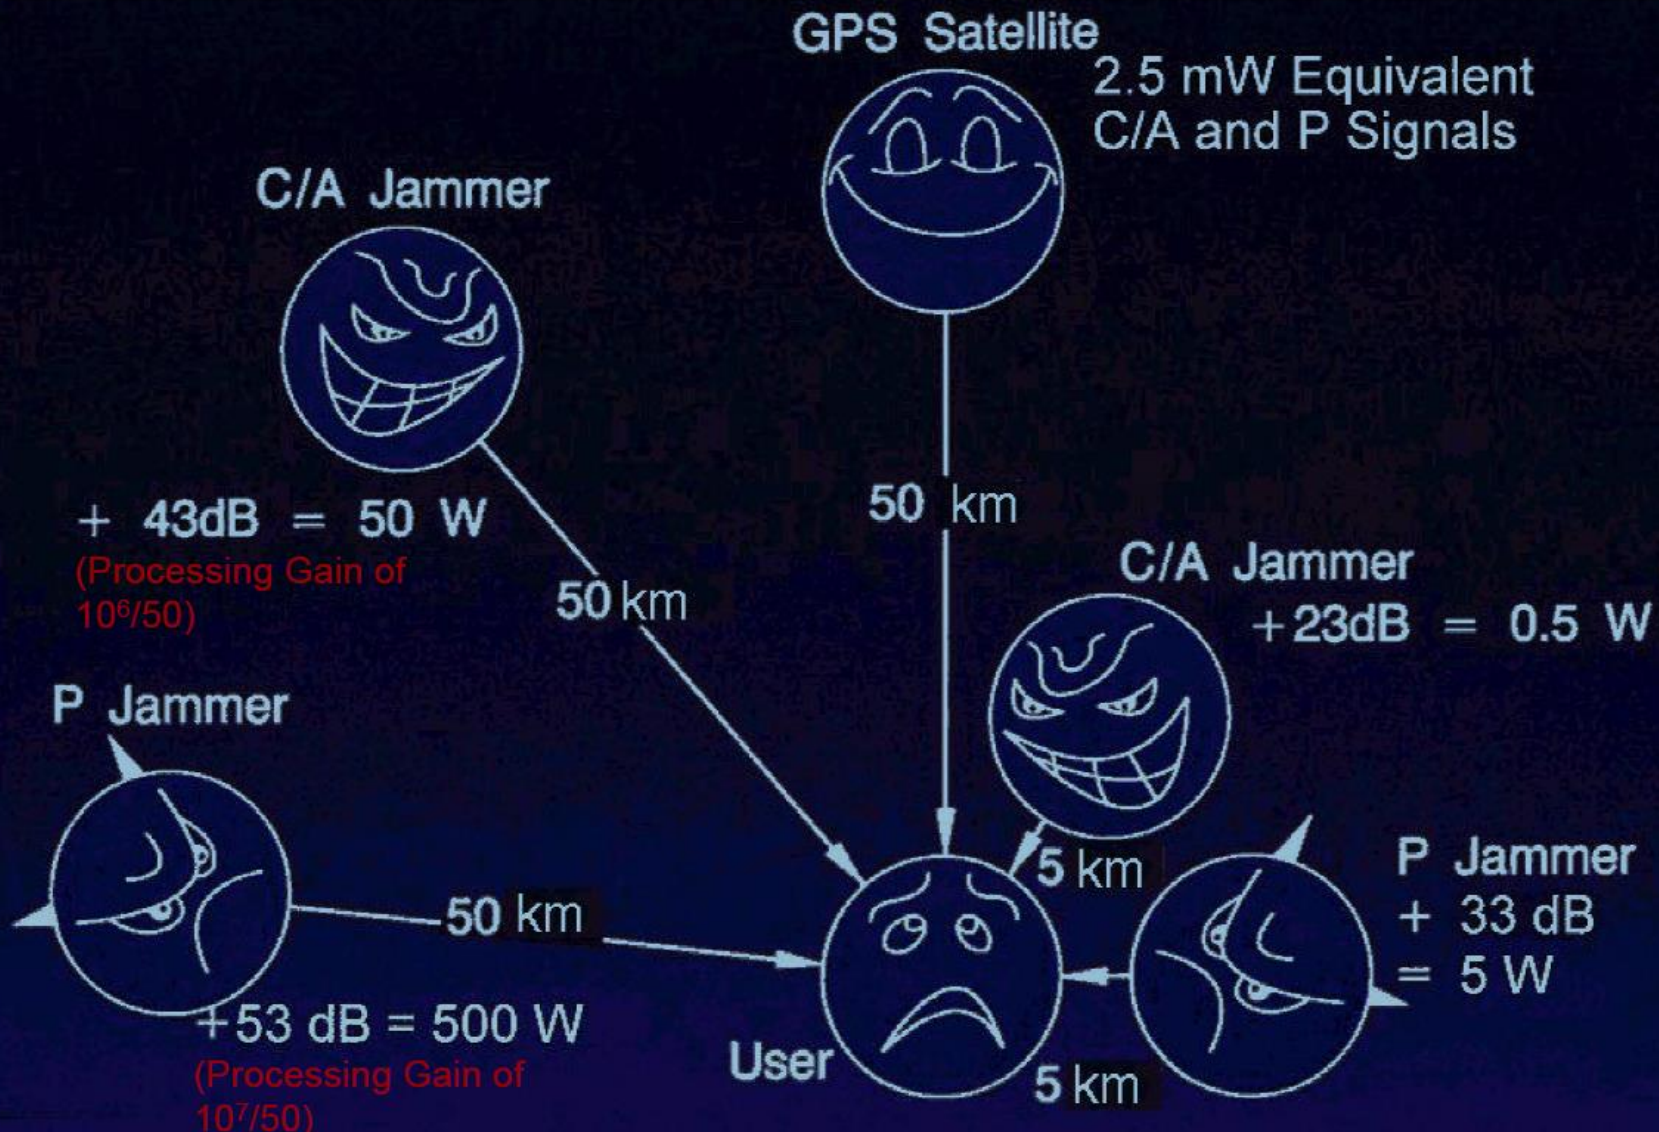 GPS Satellite
2.5 mW Equivalent
C/A and P Signals
C/A Jammer
+ 43dB = 50 W
(Processing Gain of
10⁶/50)
50 km
50 km
C/A Jammer
+23dB = 0.5 W
P Jammer
50 km
+53 dB = 500 W
(Processing Gain of
10⁷/50)
5 km
P Jammer
+ 33 dB
= 5 W
User
5 km